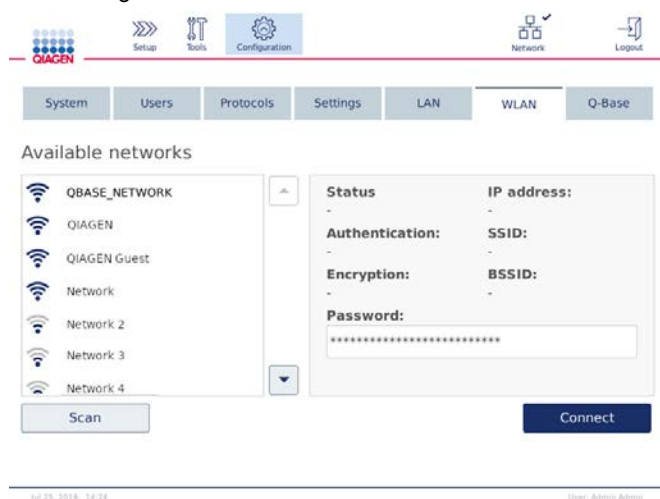 QIAGEN
Setup
Tools
Configuration
Network
Logout
System Users Protocols Settings LAN WLAN Q-Base
Available networks
QBASE_NETWORK
QIAGEN
QIAGEN Guest
Network
Network 2
Network 3
Network 4
Status IP address:
- -
Authentication: SSID:
- -
Encryption: BSSID:
- -
Password:
***************************
Scan
Connect
User: Admin Admin